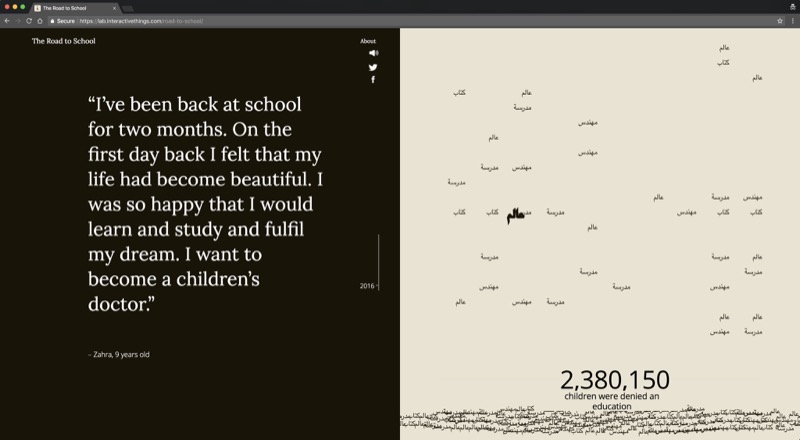 The Road to School
Secure
https://lab.interactivethings.com/road-to-school/
The Road to School
About
“I’ve been back at school
for two months. On the
first day back I felt that my
life had become beautiful. I
was so happy that I would
learn and study and fulfil
my dream. I want to
become a children’s
doctor.”
2016
– Zahra, 9 years old
عالم
كتاب
عالم
كتاب عالم
مدرسة
مهندس
عالم
مهندس
مدرسة مهندس
مدرسة
عالم مدرسة مهندس
كتاب كتاب عالم مدرسة مهندس كتاب كتاب
عالم
مدرسة مدرسة عالم
مدرسة مدرسة
مهندس مدرسة مهندس
عالم مهندس مدرسة
عالم عالم
مهندس مدرسة
2,380,150
children were denied an
education